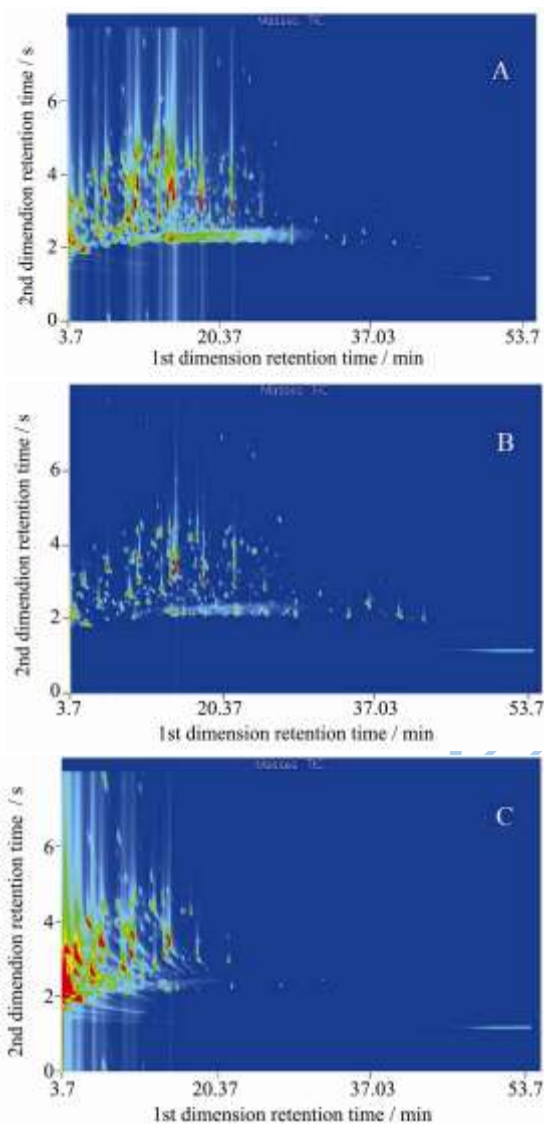 A
2nd dimendion retention time / s
6
4
2
0
3.7 20.37 37.03 53.7
1st dimension retention time / min
B
2nd dimendion retention time / s
6
4
2
0
3.7 20.37 37.03 53.7
1st dimension retention time / min
C
2nd dimendion retention time / s
6
4
2
0
3.7 20.37 37.03 53.7
1st dimension retention time / min